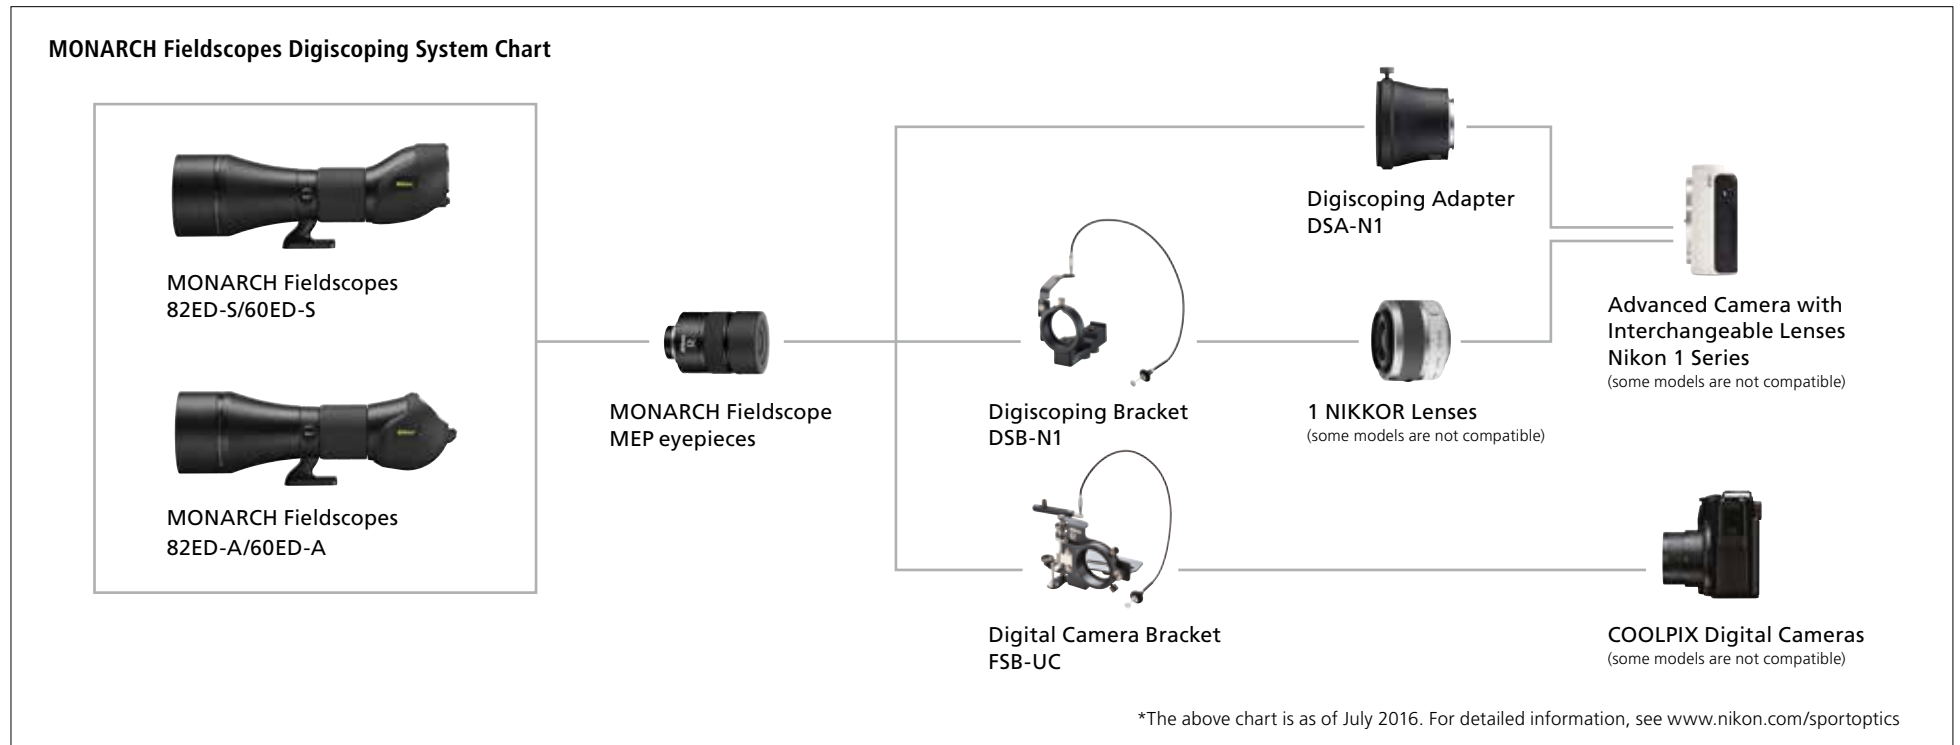 MONARCH Fieldscopes Digiscoping System Chart
MONARCH Fieldscopes
82ED-S/60ED-S
MONARCH Fieldscopes
82ED-A/60ED-A
MONARCH Fieldscope
MEP eyepieces
Digiscoping Adapter
DSA-N1
Digiscoping Bracket
DSB-N1
1 NIKKOR Lenses
(some models are not compatible)
Advanced Camera with
Interchangeable Lenses
Nikon 1 Series
(some models are not compatible)
Digital Camera Bracket
FSB-UC
COOLPIX Digital Cameras
(some models are not compatible)
*The above chart is as of July 2016. For detailed information, see www.nikon.com/sportoptics